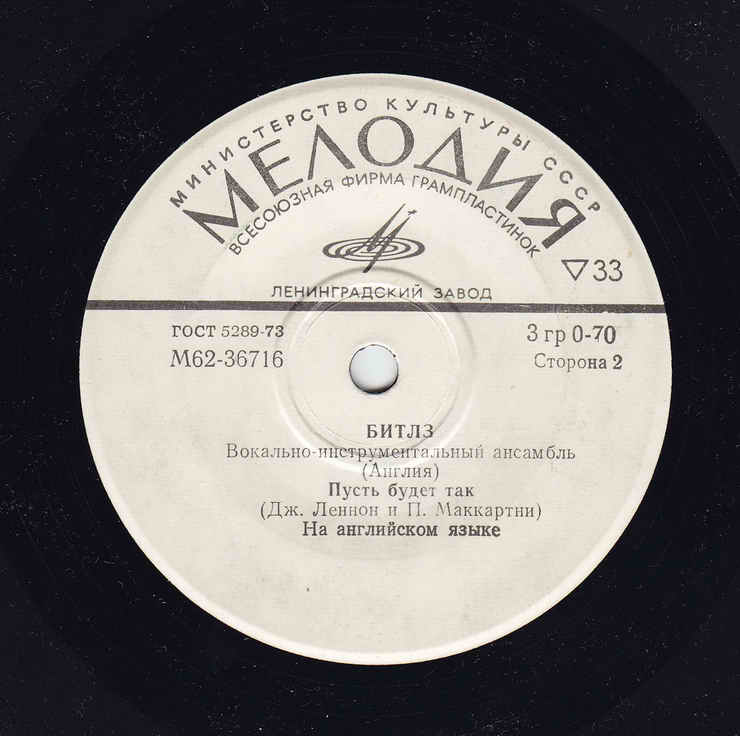 МИНИСТЕРСТВО КУЛЬТУРЫ СССР
МЕЛОДИЯ
ВСЕСОЮЗНАЯ ФИРМА ГРАМПЛАСТИНОК
▽33
ЛЕНИНГРАДСКИЙ ЗАВОД
ГОСТ 5289-73
3 гр 0-70
М62-36716
Сторона 2
БИТЛЗ
Вокально-инструментальный ансамбль
(Англия)
Пусть будет так
(Дж. Леннон и П. Маккартни)
На английском языке